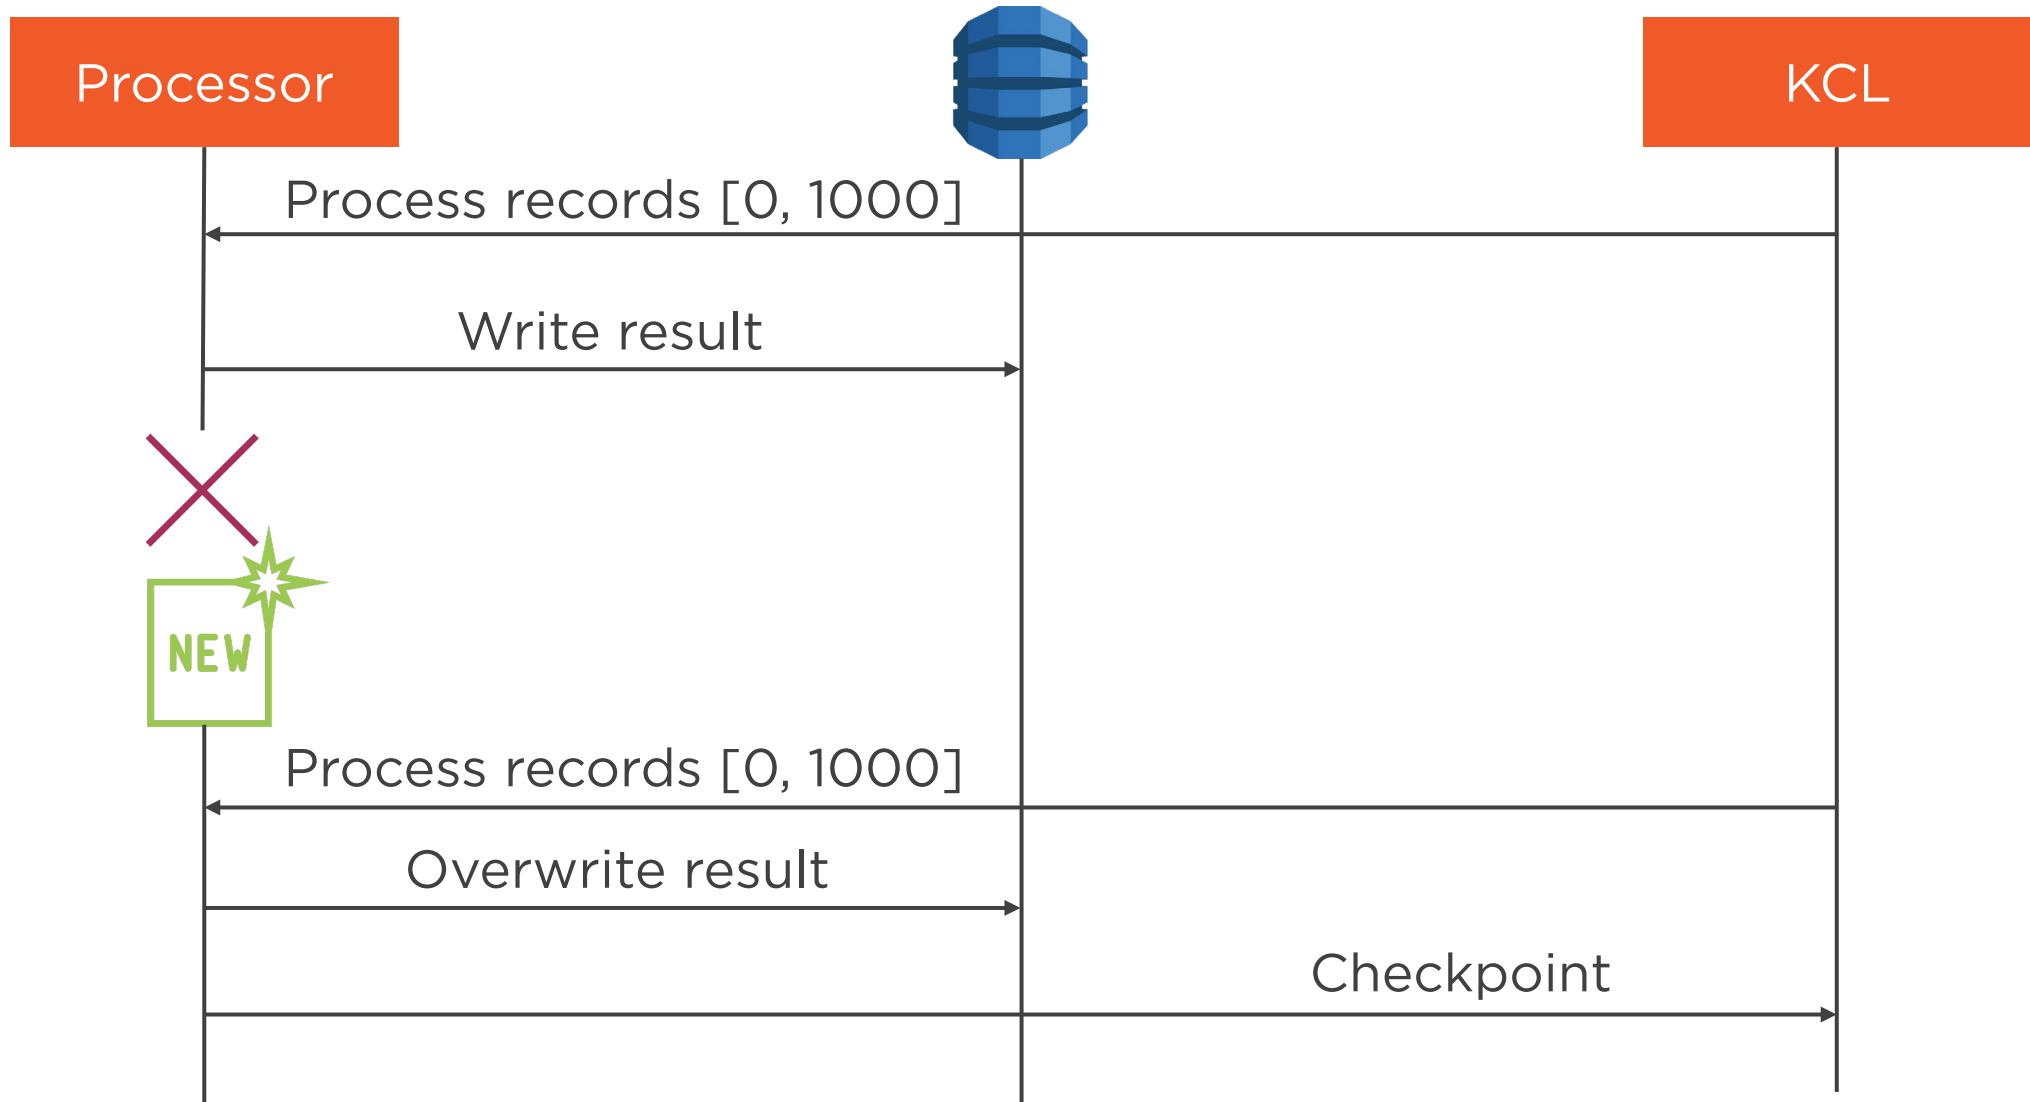 Processor
KCL
Process records [0, 1000]
Write result
NEW
Process records [0, 1000]
Overwrite result
Checkpoint